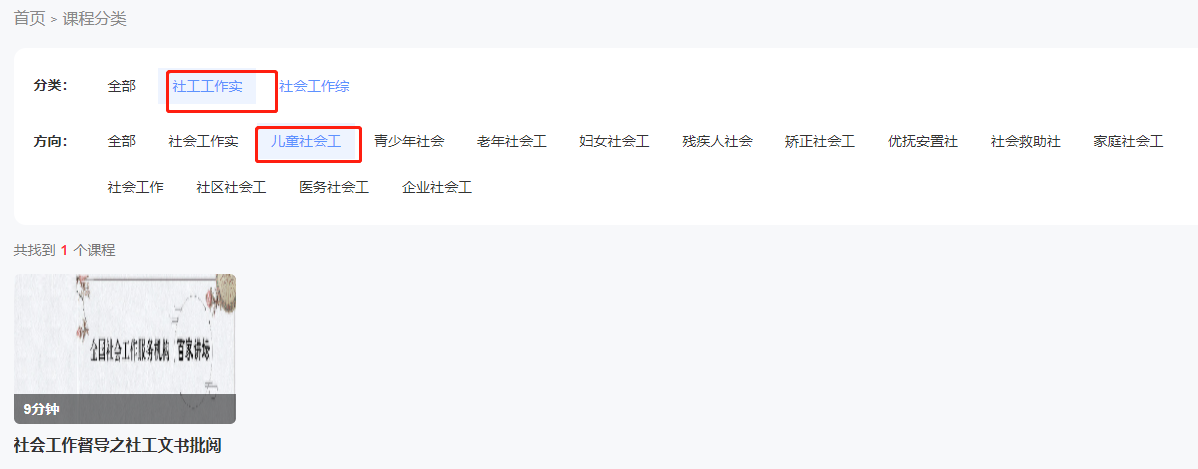 首页 > 课程分类
分类： 全部 社工工作实 社会工作综
方向： 全部 社会工作实 儿童社会工 青少年社会 老年社会工 妇女社会工 残疾人社会 矫正社会工 优抚安置社 社会救助社 家庭社会工
社会工作 社区社会工 医务社会工 企业社会工
共找到 1 个课程
全国社会工作服务机构 百家讲坛
9分钟
社会工作督导之社工文书批阅